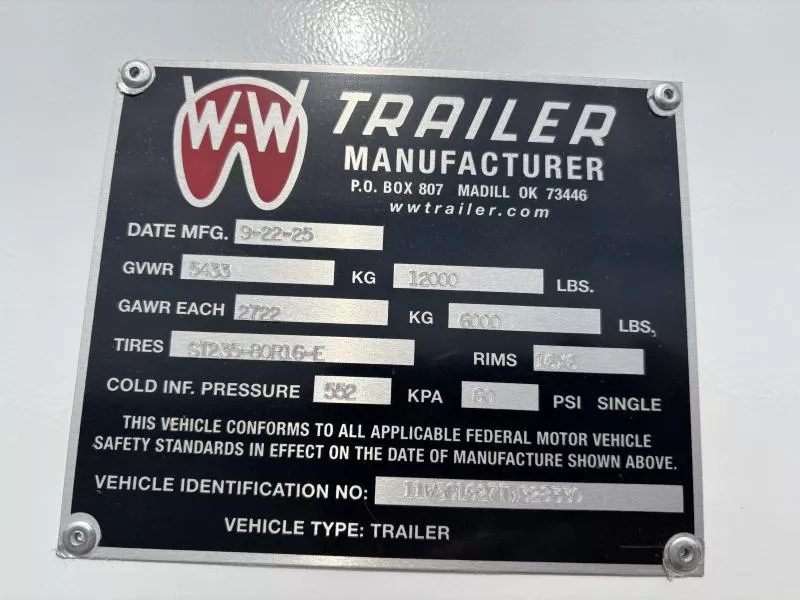 W-W TRAILER
MANUFACTURER
P.O. BOX 807 MADILL OK 73446
wwtrailer.com
DATE MFG. 9-22-25
GVWR 5433 KG 12000 LBS.
GAWR EACH 2722 KG 6000 LBS.
TIRES ST235-80R16-E RIMS
COLD INF. PRESSURE 552 KPA 80 PSI SINGLE
THIS VEHICLE CONFORMS TO ALL APPLICABLE FEDERAL MOTOR VEHICLE
SAFETY STANDARDS IN EFFECT ON THE DATE OF MANUFACTURE SHOWN ABOVE.
VEHICLE IDENTIFICATION NO:
VEHICLE TYPE: TRAILER